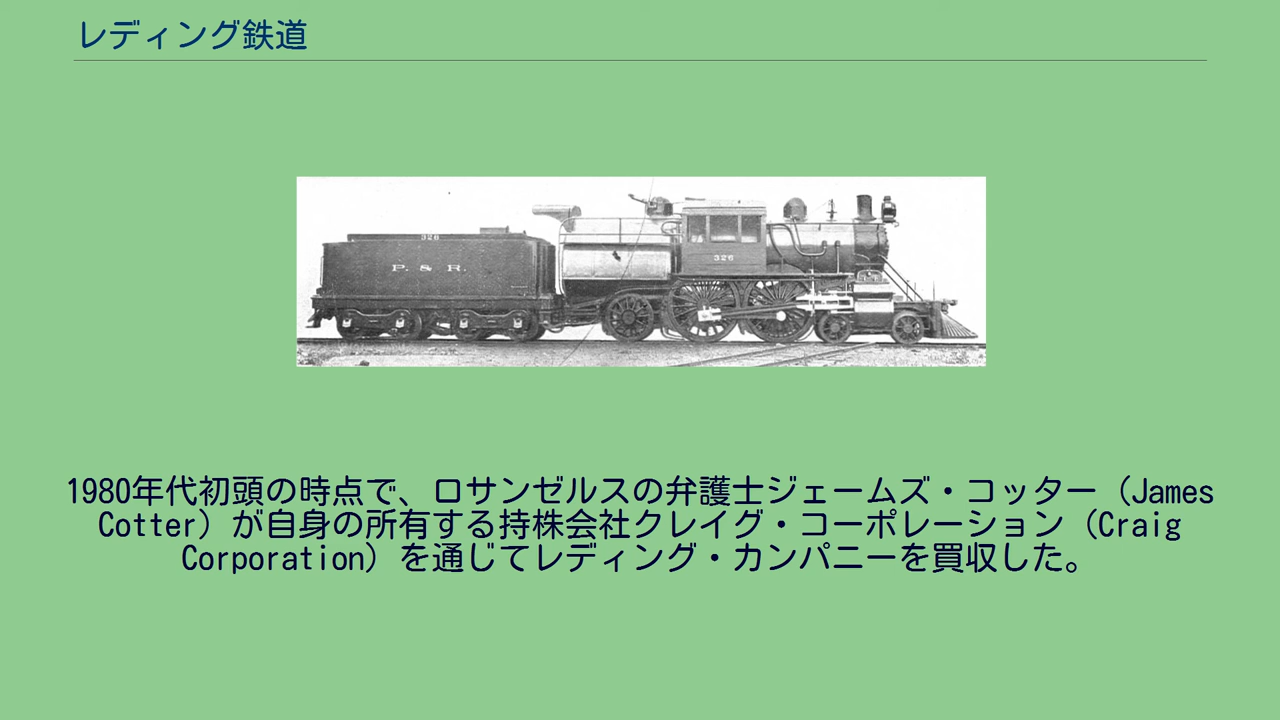 レディング鉄道
326
P. & R.
326
1980年代初頭の時点で、ロサンゼルスの弁護士ジェームズ・コッター（James
Cotter）が自身の所有する持株会社クレイグ・コーポレーション（Craig
Corporation）を通じてレディング・カンパニーを買収した。